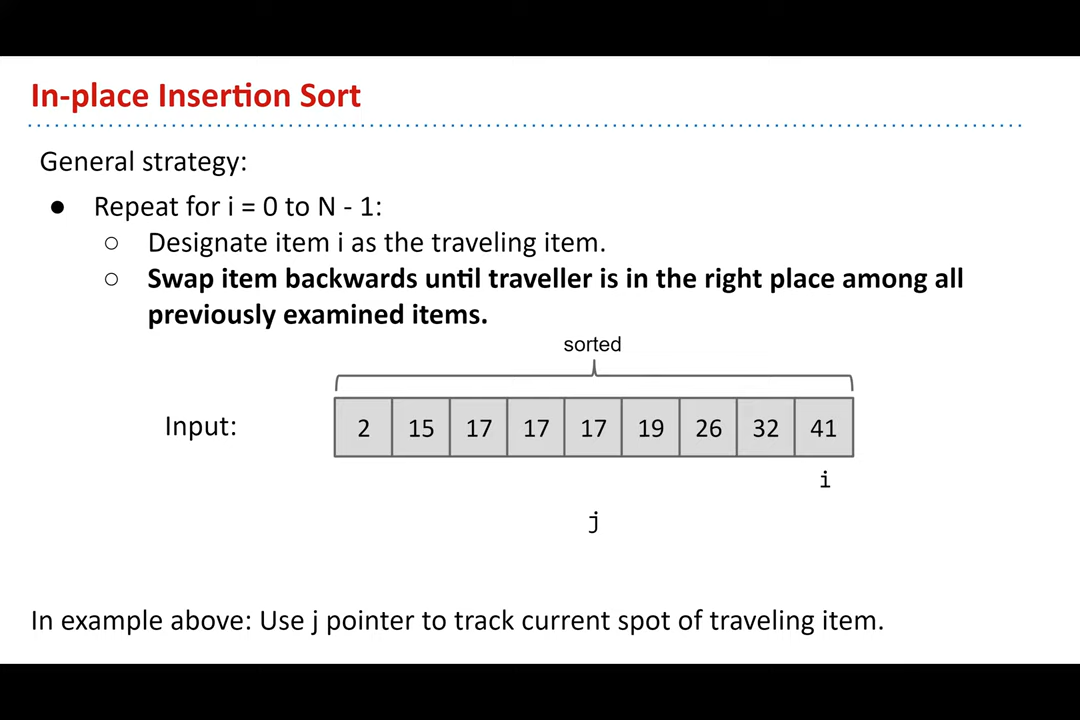 In-place Insertion Sort
General strategy:
● Repeat for i = 0 to N - 1:
○ Designate item i as the traveling item.
○ Swap item backwards until traveller is in the right place among all
previously examined items.
sorted
Input: 2 15 17 17 17 19 26 32 41
i
j
In example above: Use j pointer to track current spot of traveling item.